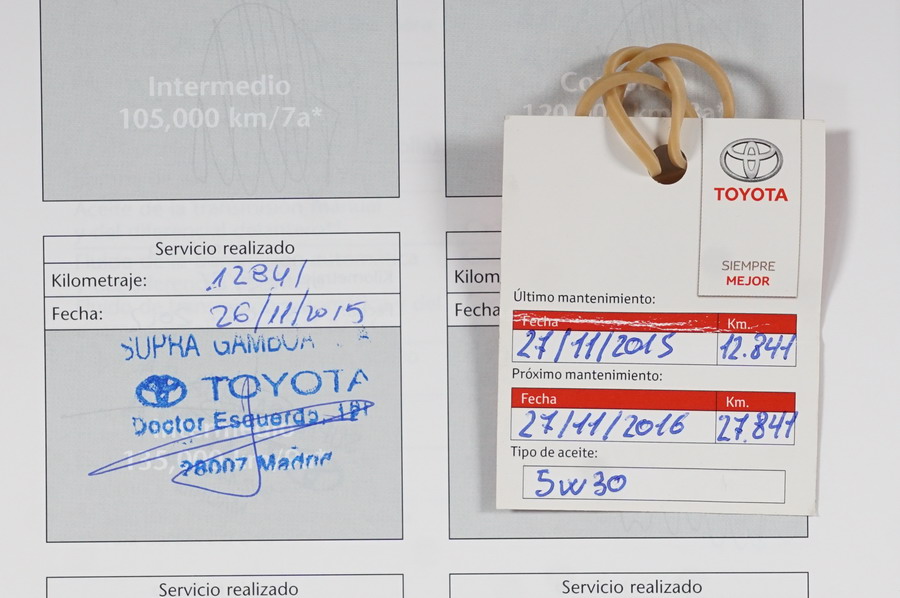 Intermedio
105,000 km/7a*
Servicio realizado
Kilometraje: 12841
Fecha: 26/11/2015
SUPRA GAMBOA
TOYOTA
Doctor Esquerdo,
28007 Madrid
Servicio realizado
Kilom
Fecha
TOYOTA
SIEMPRE
MEJOR
Último mantenimiento:
Fecha Km.
27/11/2015 12.841
Próximo mantenimiento:
Fecha Km.
27/11/2016 27.841
Tipo de aceite:
5W30
Servicio realizado